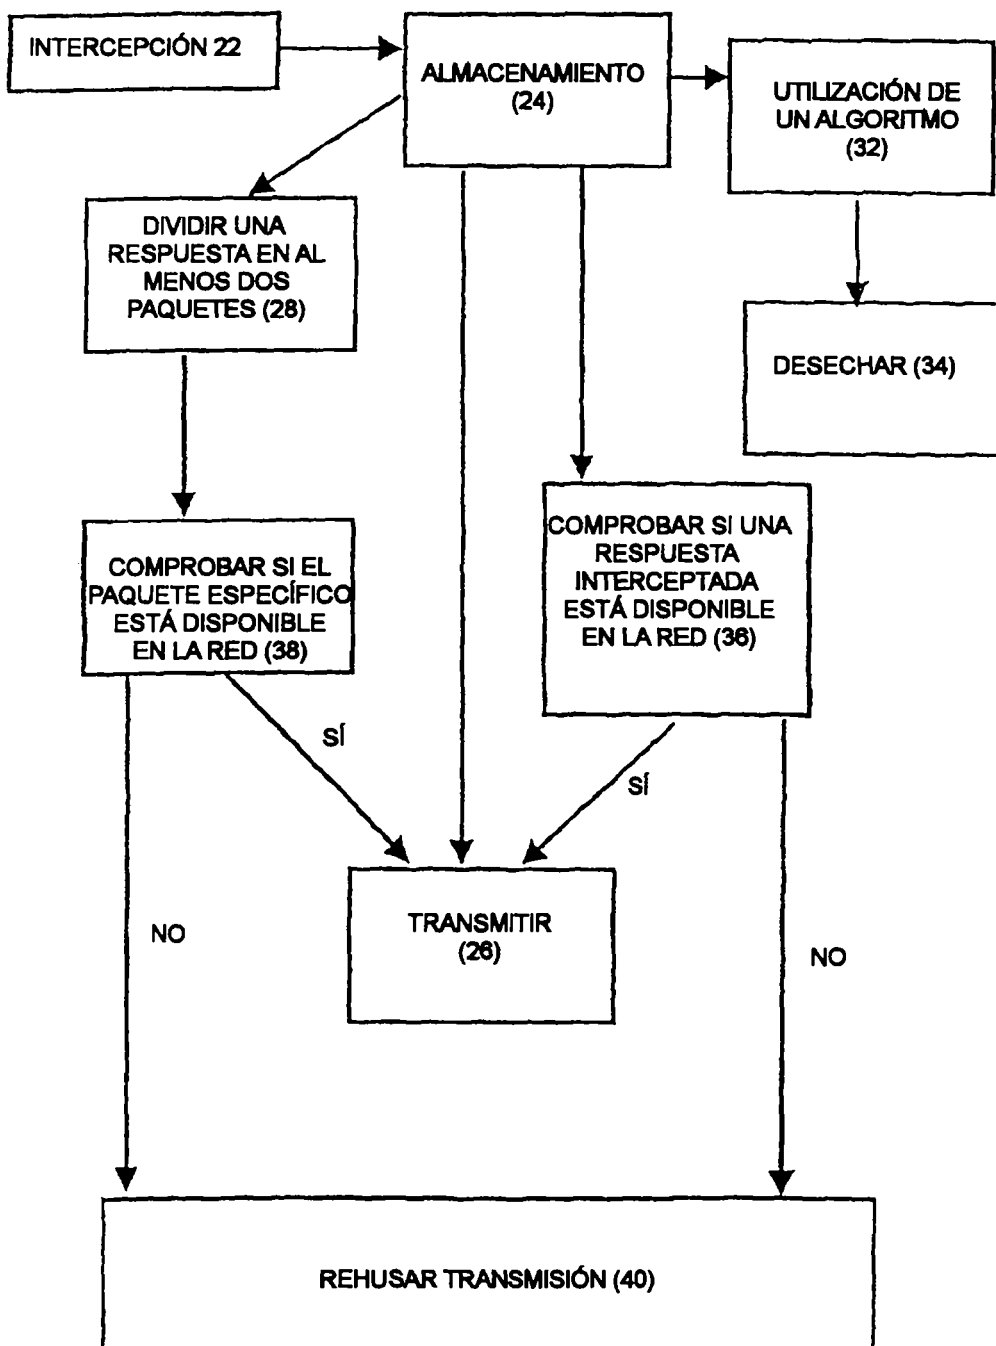 INTERCEPCIÓN 22
ALMACENAMIENTO
(24)
UTILIZACIÓN DE
UN ALGORITMO
(32)
DIVIDIR UNA
RESPUESTA EN AL
MENOS DOS
PAQUETES (28)
DESECHAR (34)
COMPROBAR SI EL
PAQUETE ESPECÍFICO
ESTÁ DISPONIBLE
EN LA RED (38)
COMPROBAR SI UNA
RESPUESTA
INTERCEPTADA
ESTÁ DISPONIBLE
EN LA RED (36)
SÍ
SÍ
TRANSMITIR
(26)
NO
NO
REHUSAR TRANSMISIÓN (40)